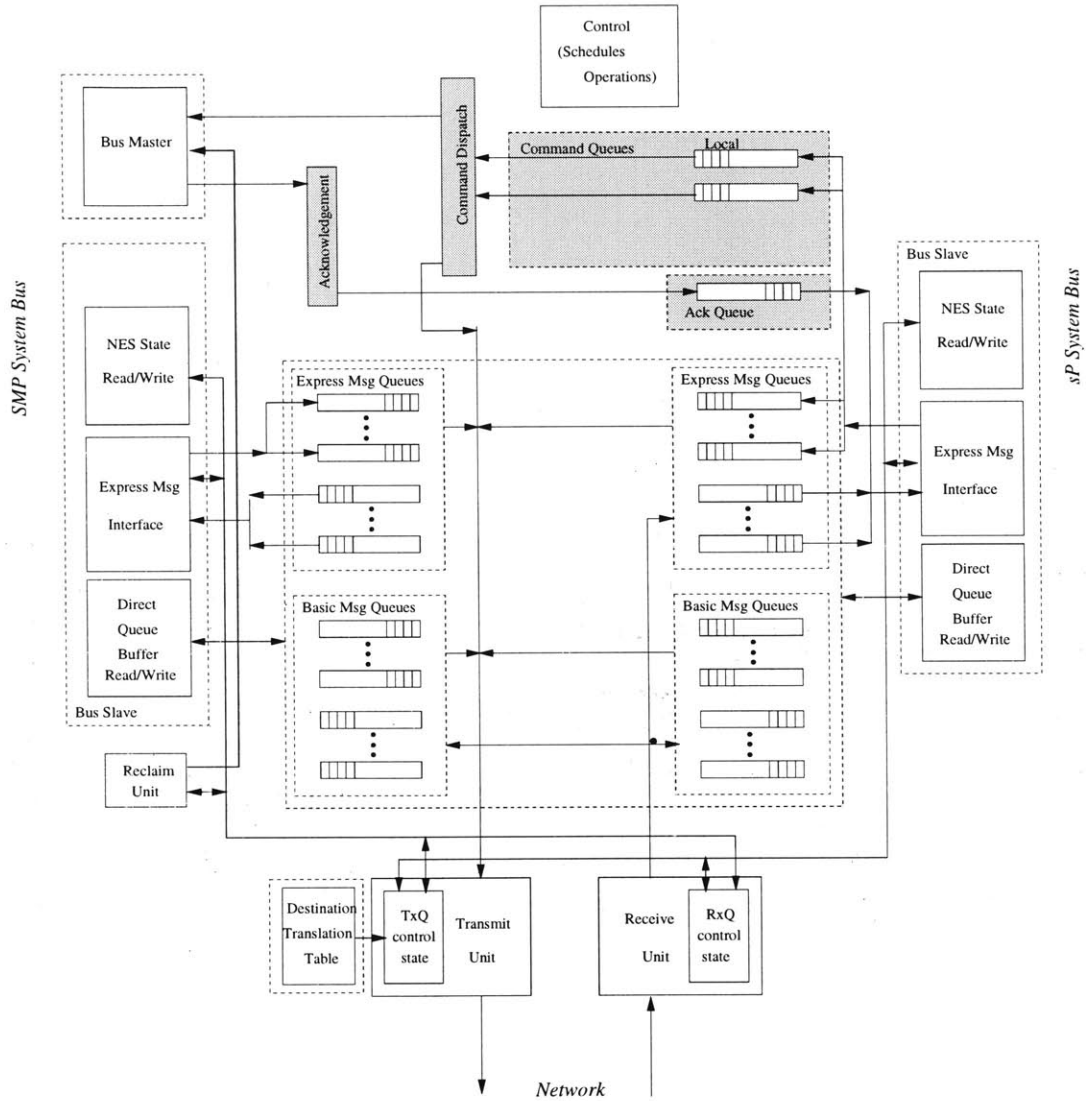 Control
(Schedules
Operations)
Bus Master
Command Dispatch
Command Queues
Local
Acknowledgement
Ack Queue
SMP System Bus
sP System Bus
Bus Slave
NES State
Read/Write
NES State
Read/Write
Express Msg Queues
Express Msg Queues
Express Msg
Interface
Express Msg
Interface
Direct
Queue
Buffer
Read/Write
Bus Slave
Basic Msg Queues
Basic Msg Queues
Direct
Queue
Buffer
Read/Write
Reclaim
Unit
Destination
Translation
Table
TxQ
control
state
Transmit
Unit
Receive
Unit
RxQ
control
state
Network